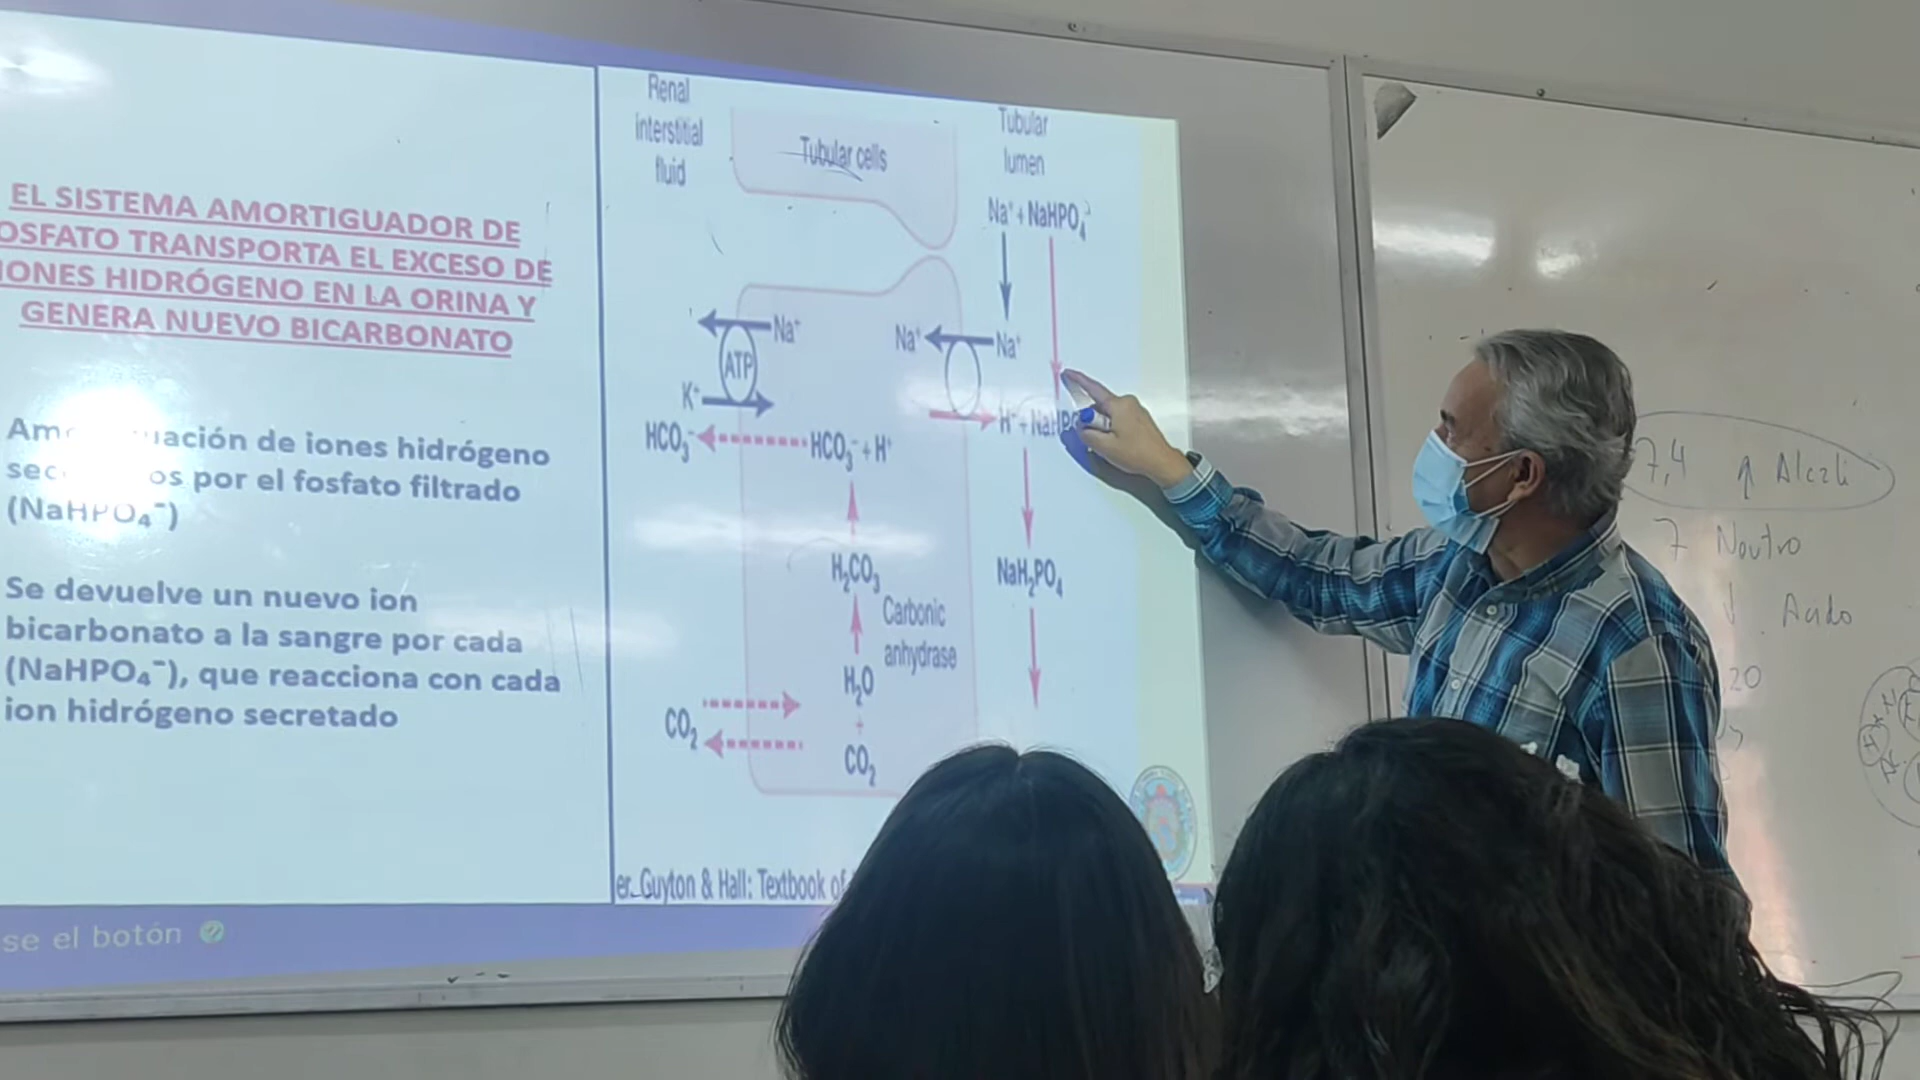 EL SISTEMA AMORTIGUADOR DE
OSFATO TRANSPORTA EL EXCESO DE
IONES HIDRÓGENO EN LA ORINA Y
GENERA NUEVO BICARBONATO
de iones hidrógeno
por el fosfato filtrado
(NaHPO₄⁻)
Se devuelve un nuevo ion
bicarbonato a la sangre por cada
(NaHPO₄⁻), que reacciona con cada
ion hidrógeno secretado
se el botón
Renal
interstitial
fluid
Tubular cells
Tubular
lumen
Na⁺ + NaHPO₄⁻
Na⁺
ATP
K⁺
Na⁺
Na⁺
H⁺ + NaHPO
HCO₃⁻
HCO₃⁻ + H⁺
H₂CO₃
Carbonic
anhydrase
H₂O
+
CO₂
CO₂
NaH₂PO₄
er. Guyton & Hall: Textbook of
7,4 ↑ Alcali
7 Neutro
↓ Acido